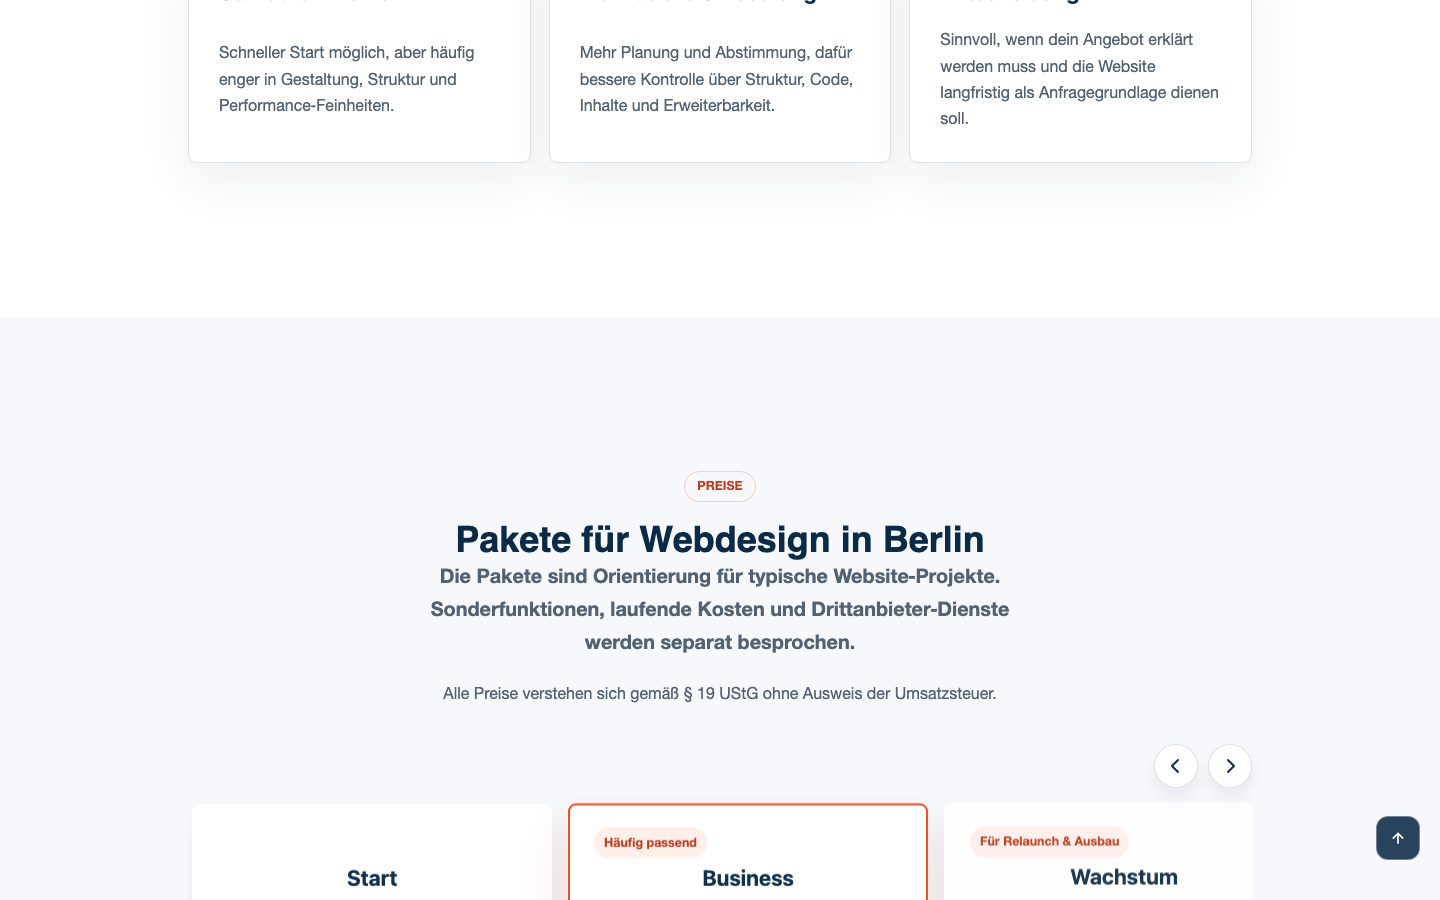 Schneller Start möglich, aber häufig
enger in Gestaltung, Struktur und
Performance-Feinheiten.
Mehr Planung und Abstimmung, dafür
bessere Kontrolle über Struktur, Code,
Inhalte und Erweiterbarkeit.
Sinnvoll, wenn dein Angebot erklärt
werden muss und die Website
langfristig als Anfragegrundlage dienen
soll.
PREISE
Pakete für Webdesign in Berlin
Die Pakete sind Orientierung für typische Website-Projekte.
Sonderfunktionen, laufende Kosten und Drittanbieter-Dienste
werden separat besprochen.
Alle Preise verstehen sich gemäß § 19 UStG ohne Ausweis der Umsatzsteuer.
Start
Häufig passend
Business
Für Relaunch & Ausbau
Wachstum